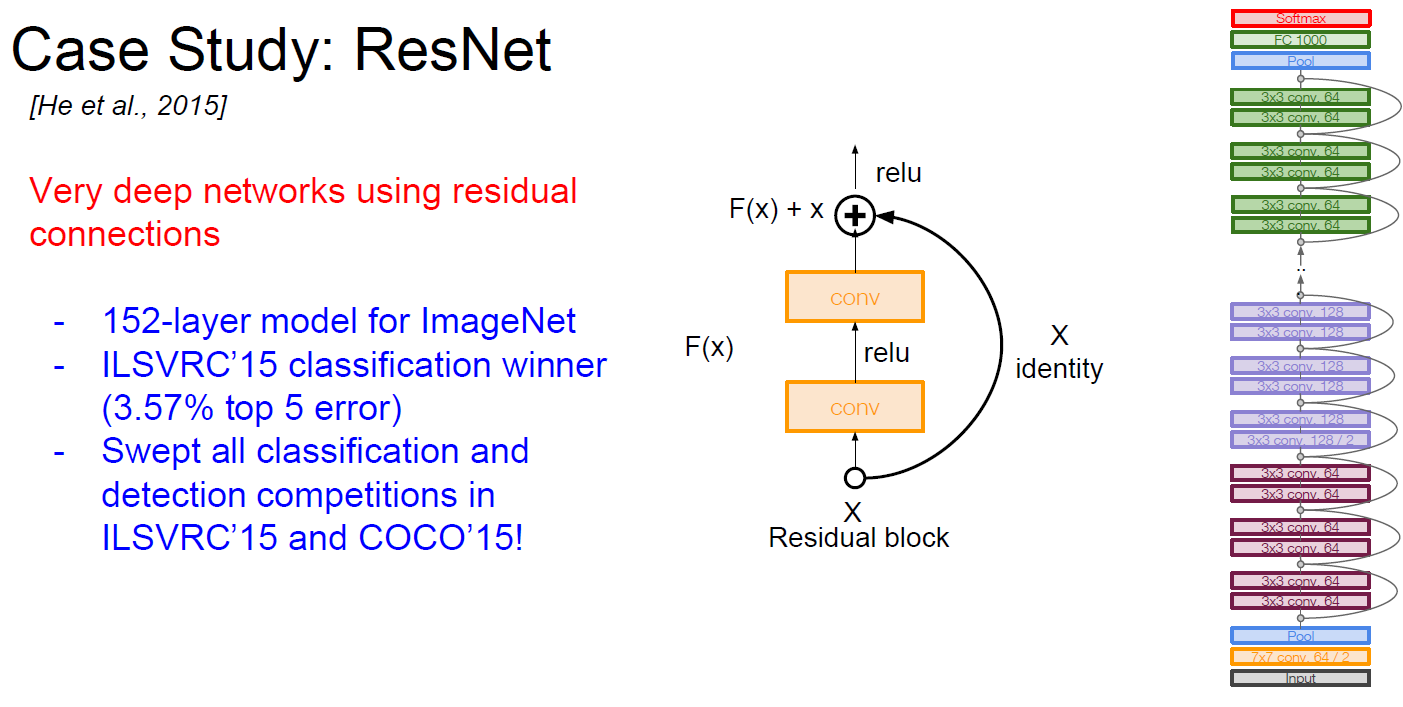 Case Study: ResNet
[He et al., 2015]
Very deep networks using residual
connections
- 152-layer model for ImageNet
- ILSVRC’15 classification winner
(3.57% top 5 error)
- Swept all classification and
detection competitions in
ILSVRC’15 and COCO’15!
relu
F(x) + x
conv
F(x)
relu
X
identity
conv
X
Residual block
Softmax
FC 1000
Pool
3x3 conv, 64
3x3 conv, 64
3x3 conv, 64
3x3 conv, 64
3x3 conv, 64
3x3 conv, 64
..
3x3 conv, 128
3x3 conv, 128
3x3 conv, 128
3x3 conv, 128
3x3 conv, 128
3x3 conv, 128 / 2
3x3 conv, 64
3x3 conv, 64
3x3 conv, 64
3x3 conv, 64
3x3 conv, 64
3x3 conv, 64
Pool
7x7 conv, 64 / 2
Input